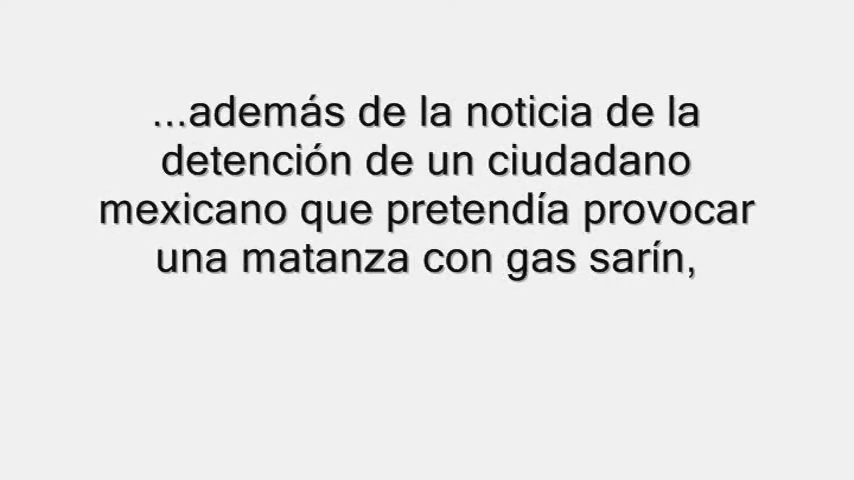 ...además de la noticia de la
detención de un ciudadano
mexicano que pretendía provocar
una matanza con gas sarín,